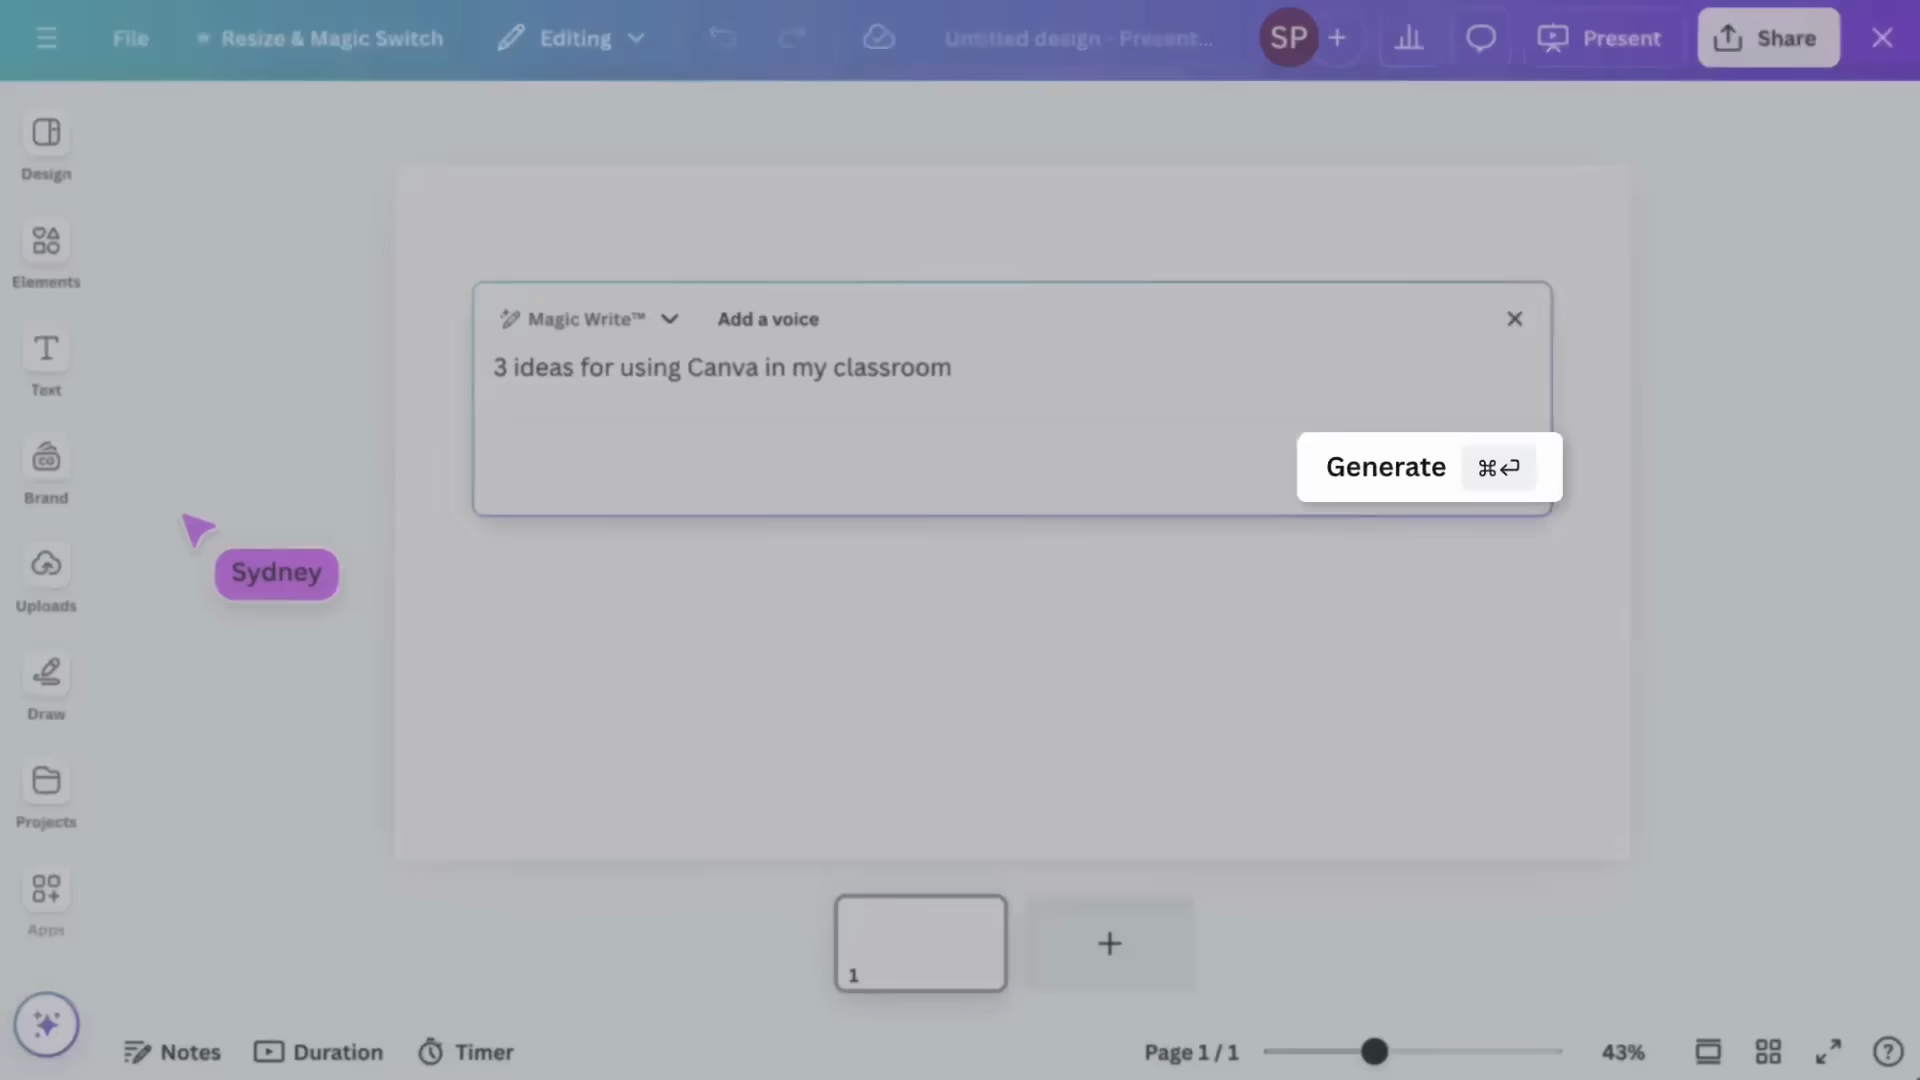 File
Resize & Magic Switch
Editing
Untitled design - Present...
SP
Present
Share
Design
Elements
Text
Brand
Uploads
Draw
Projects
Apps
Magic Write™
Add a voice
3 ideas for using Canva in my classroom
Generate ⌘↵
Sydney
1
Notes
Duration
Timer
Page 1 / 1
43%